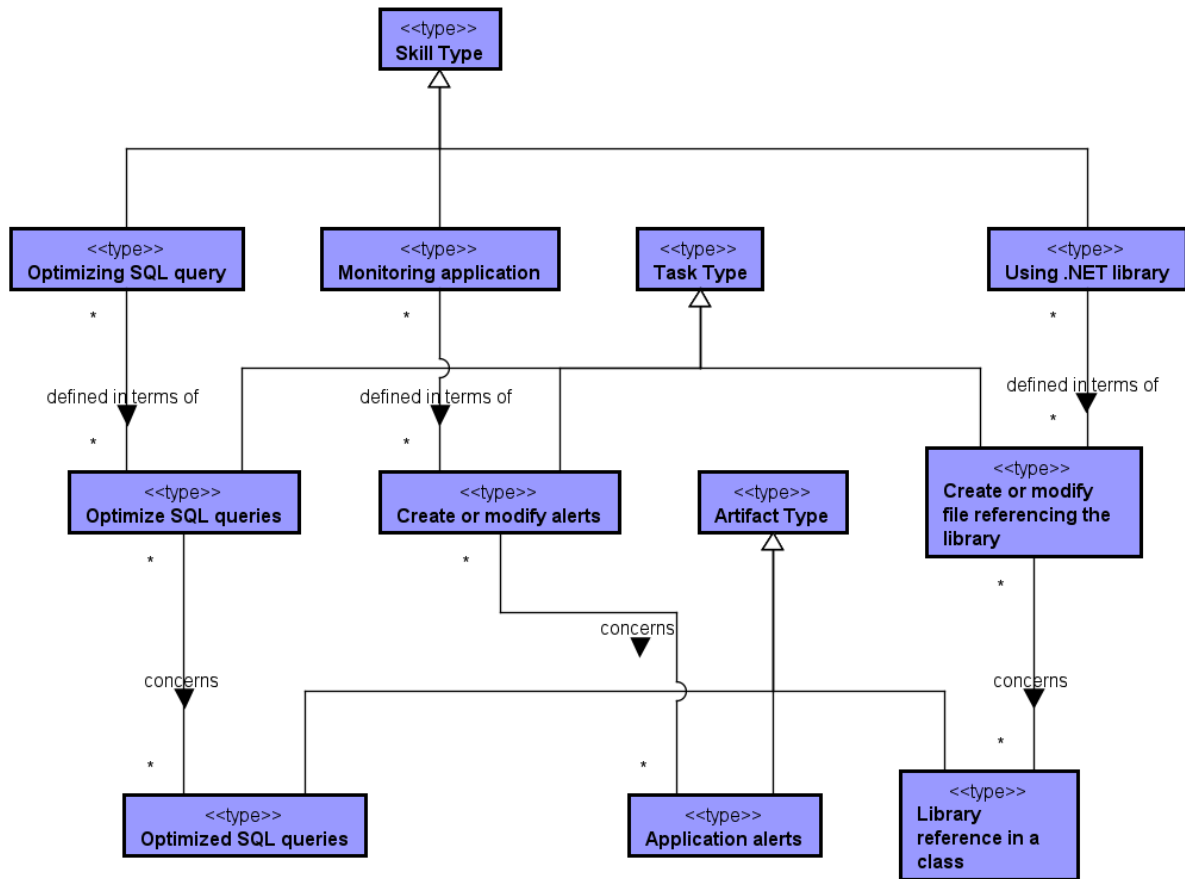 <<type>>
Skill Type
<<type>>
Optimizing SQL query
<<type>>
Monitoring application
<<type>>
Task Type
<<type>>
Using .NET library
*
*
*
defined in terms of
defined in terms of
defined in terms of
*
*
*
<<type>>
Optimize SQL queries
<<type>>
Create or modify alerts
<<type>>
Artifact Type
<<type>>
Create or modify
file referencing the
library
*
*
*
concerns
concerns
concerns
*
*
*
<<type>>
Optimized SQL queries
<<type>>
Application alerts
<<type>>
Library
reference in a
class